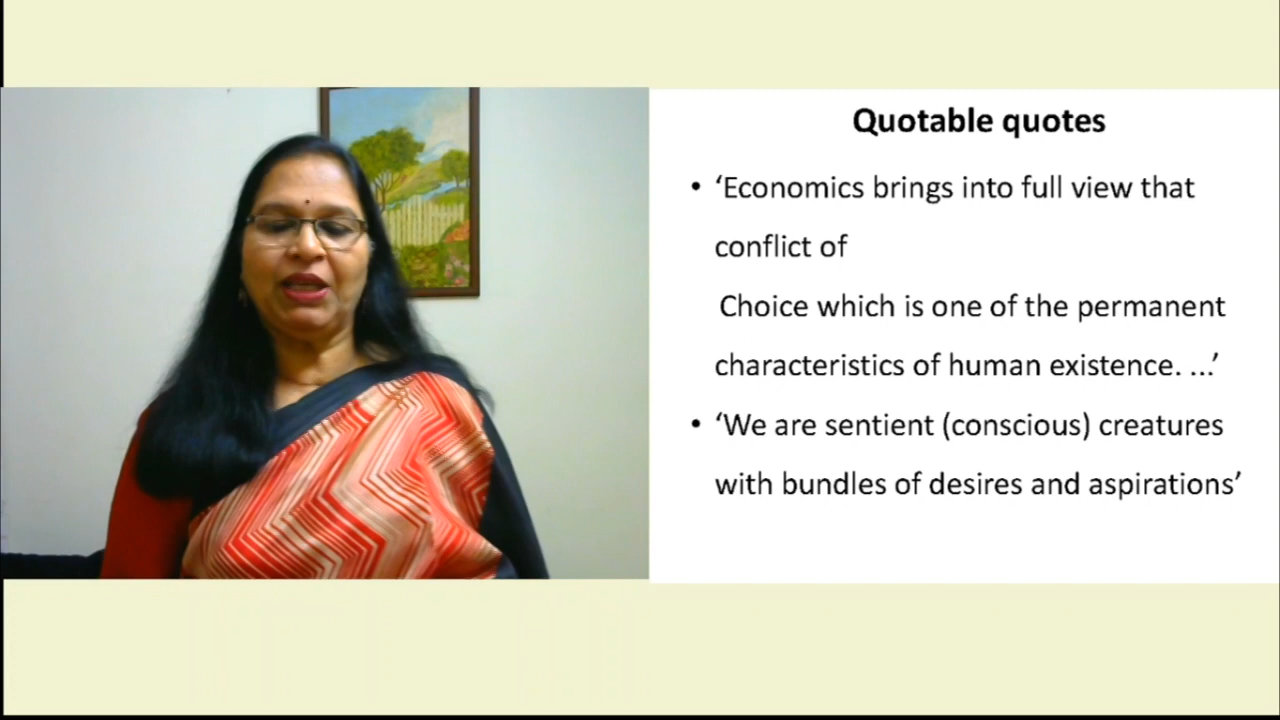 Quotable quotes
• ‘Economics brings into full view that
conflict of
Choice which is one of the permanent
characteristics of human existence. ...’
• ‘We are sentient (conscious) creatures
with bundles of desires and aspirations’